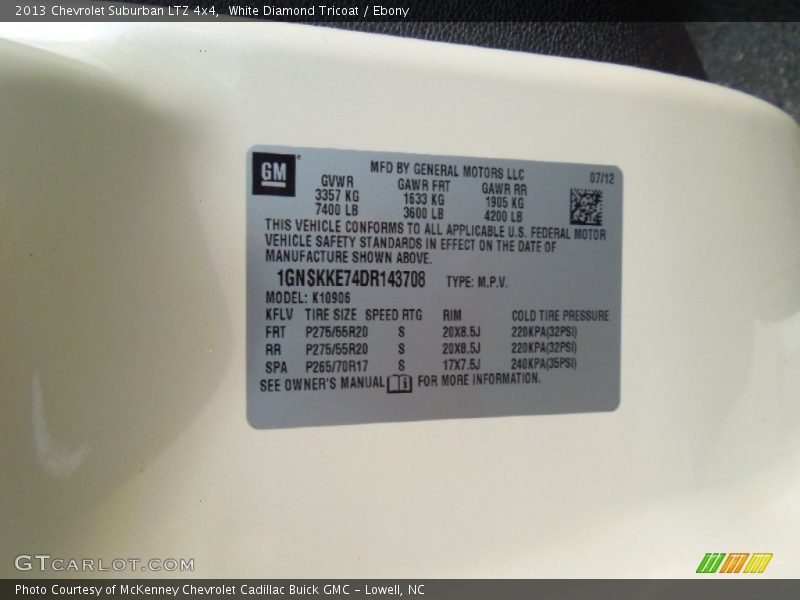 2013 Chevrolet Suburban LTZ 4x4,  White Diamond Tricoat / Ebony
GM
MFD BY GENERAL MOTORS LLC
07/12
GVWR GAWR FRT GAWR RR
3357 KG 1633 KG 1905 KG
7400 LB 3600 LB 4200 LB
THIS VEHICLE CONFORMS TO ALL APPLICABLE U.S. FEDERAL MOTOR
VEHICLE SAFETY STANDARDS IN EFFECT ON THE DATE OF
MANUFACTURE SHOWN ABOVE.
1GNSKKE74DR143708 TYPE: M.P.V.
MODEL: K10906
KFLV TIRE SIZE SPEED RTG RIM COLD TIRE PRESSURE
FRT P275/55R20 S 20X8.5J 220KPA(32PSI)
RR P275/55R20 S 20X8.5J 220KPA(32PSI)
SPA P265/70R17 S 17X7.5J 240KPA(35PSI)
SEE OWNER'S MANUAL FOR MORE INFORMATION.
GTCARLOT.COM
Photo Courtesy of McKenney Chevrolet Cadillac Buick GMC - Lowell, NC